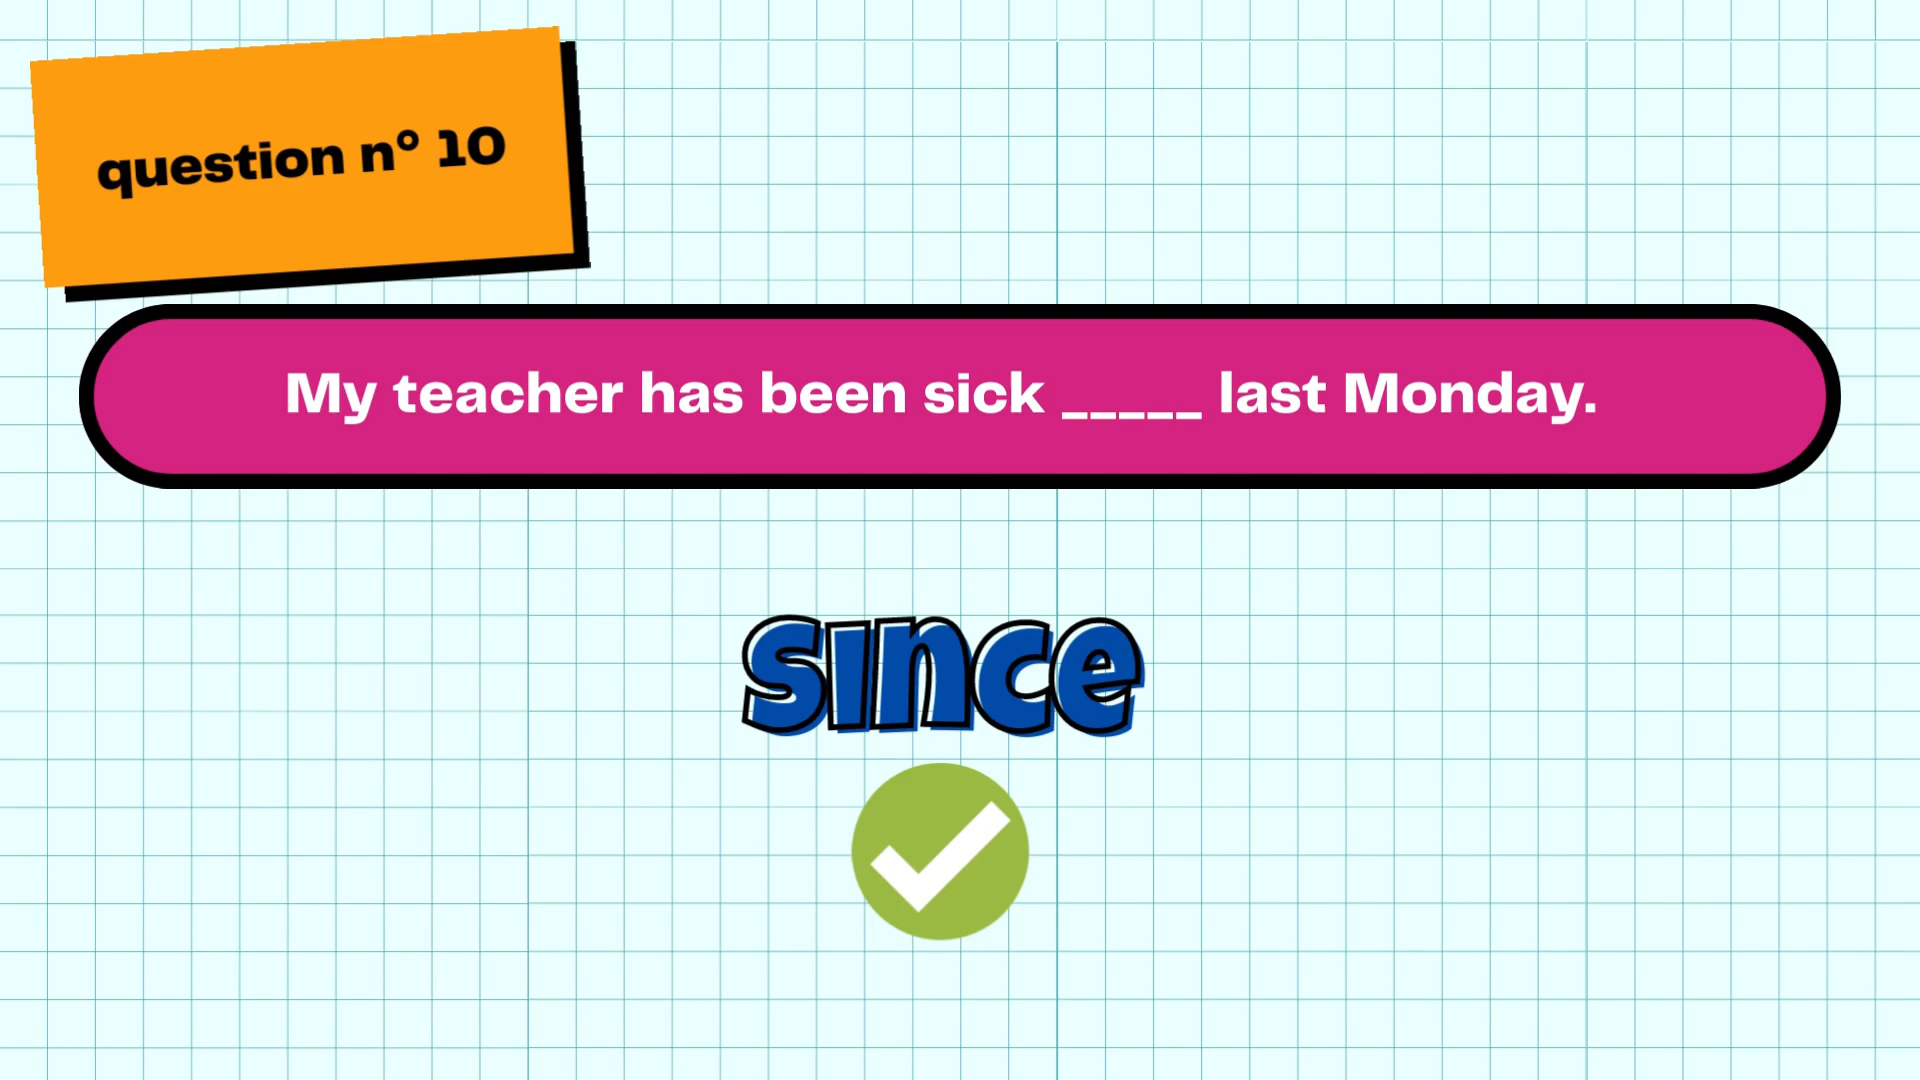 question n° 10
My teacher has been sick _____ last Monday.
since